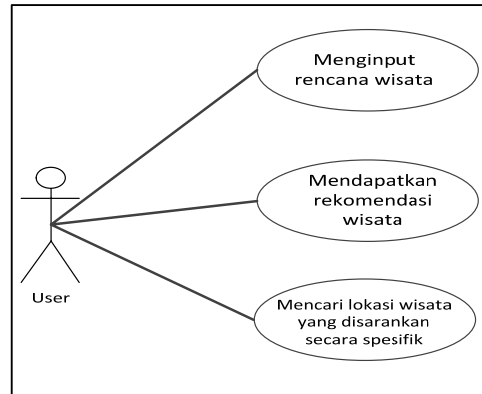 Menginput
rencana wisata
Mendapatkan
rekomendasi
wisata
User
Mencari lokasi wisata
yang disarankan
secara spesifik